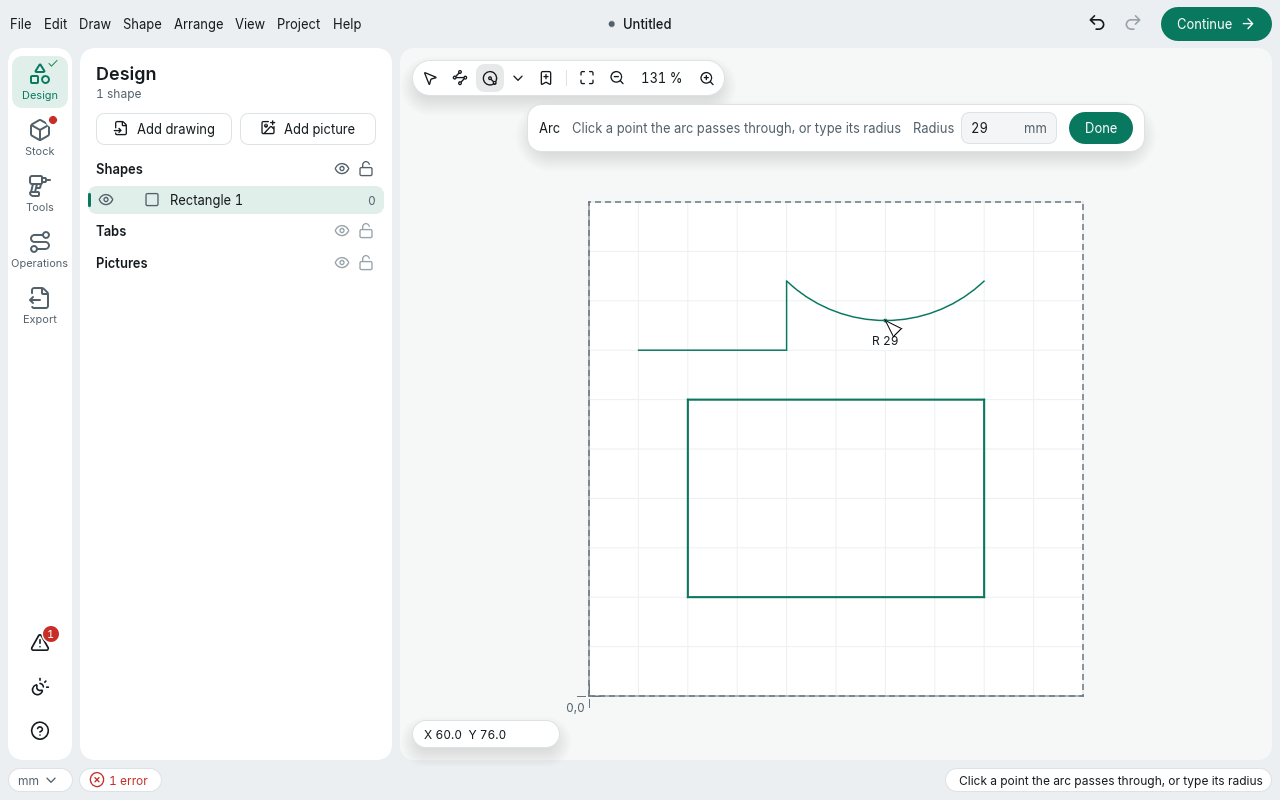 File Edit Draw Shape Arrange View Project Help
Untitled
Continue
Design
Stock
Tools
Operations
Export
1
Design
1 shape
Add drawing
Add picture
Shapes
Rectangle 1 0
Tabs
Pictures
131 %
Arc Click a point the arc passes through, or type its radius Radius 29 mm Done
R 29
0,0
X 60.0 Y 76.0
mm
1 error
Click a point the arc passes through, or type its radius